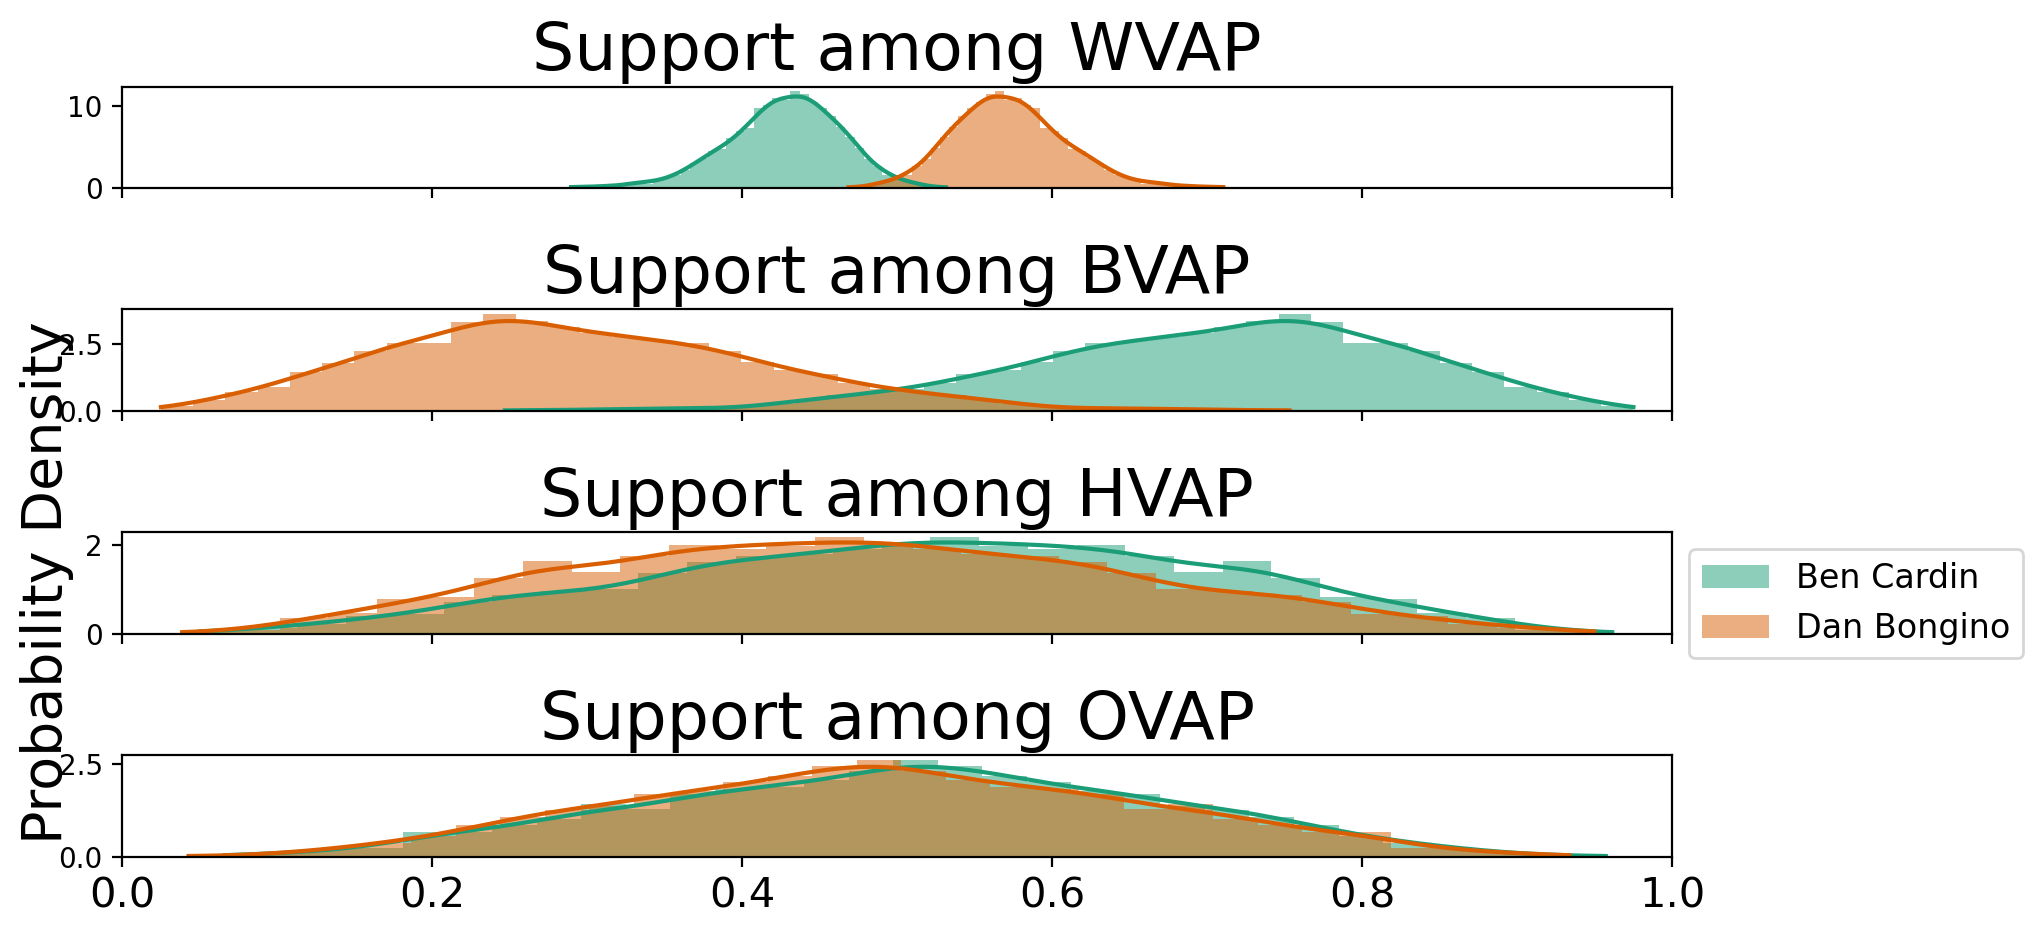 Support among WVAP
10
0
Support among BVAP
2.5
0.0
Support among HVAP
2
0
Support among OVAP
2.5
0.0
0.0 0.2 0.4 0.6 0.8 1.0
Probability Density
Ben Cardin
Dan Bongino